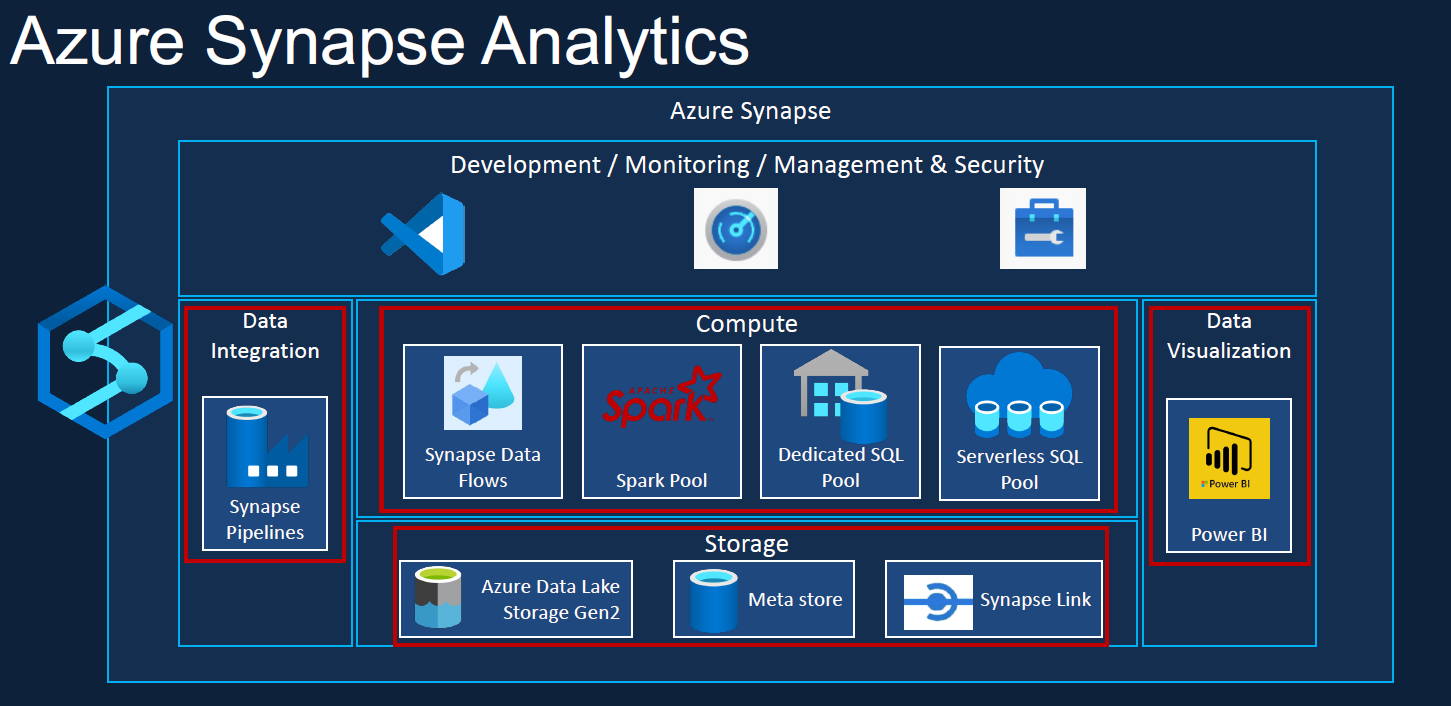 Azure Synapse Analytics
Azure Synapse
Development / Monitoring / Management & Security
Data
Integration
Synapse
Pipelines
Compute
Synapse Data
Flows
APACHE
Spark
Spark Pool
Dedicated SQL
Pool
Serverless SQL
Pool
Data
Visualization
Power BI
Power BI
Storage
Azure Data Lake
Storage Gen2
Meta store
Synapse Link